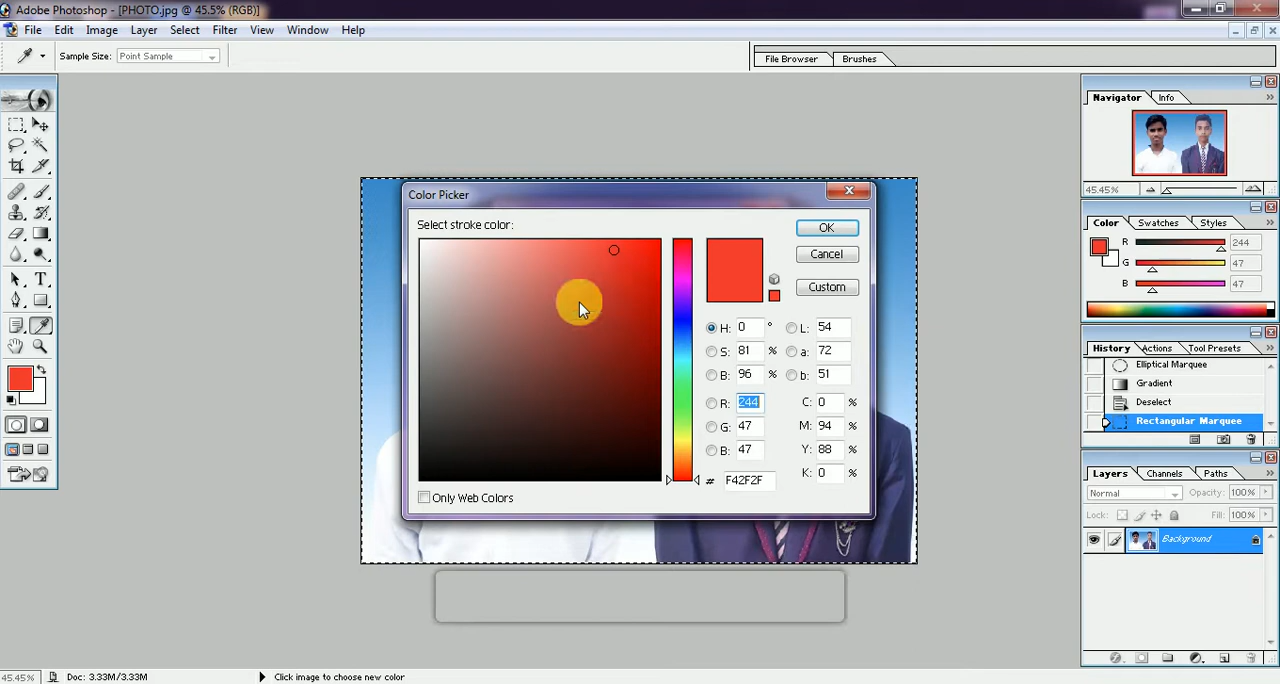 Adobe Photoshop - [PHOTO.jpg @ 45.5% (RGB)]
File Edit Image Layer Select Filter View Window Help
Sample Size: Point Sample
File Browser Brushes
Navigator Info
45.45%
Color Picker
Select stroke color:
OK
Cancel
Custom
H: 0 °
S: 81 %
B: 96 %
R: 244
G: 47
B: 47
# F42F2F
L: 54
a: 72
b: 51
C: 0 %
M: 94 %
Y: 88 %
K: 0 %
Only Web Colors
Color Swatches Styles
R 244
G 47
B 47
History Actions Tool Presets
Elliptical Marquee
Gradient
Deselect
Rectangular Marquee
Layers Channels Paths
Normal Opacity: 100%
Lock: Fill: 100%
Background
45.45% Doc: 3.33M/3.33M Click image to choose new color